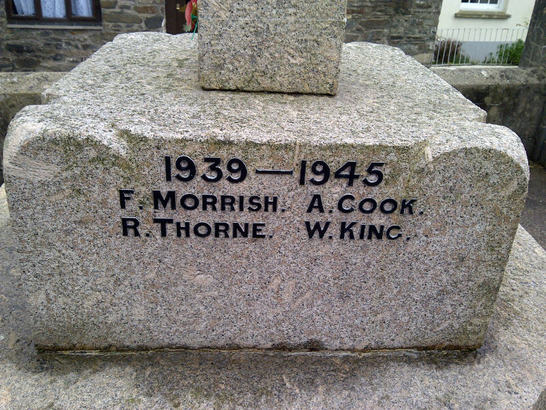 1939 — 1945
F. MORRISH. A. COOK.
R. THORNE. W. KING.